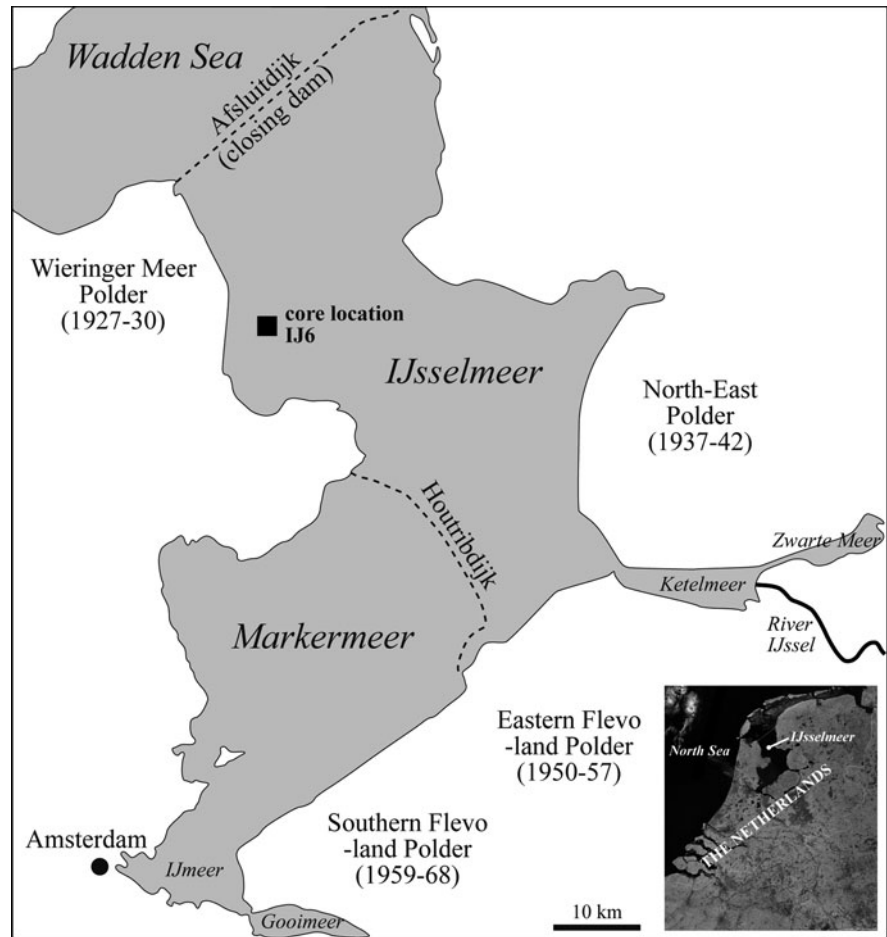 Wadden Sea
Afsluitdijk
(closing dam)
Wieringer Meer
Polder
(1927-30)
core location
IJ6
IJsselmeer
North-East
Polder
(1937-42)
Houtribdijk
Zwarte Meer
Ketelmeer
River
IJssel
Markermeer
Eastern Flevo
-land Polder
(1950-57)
North Sea
IJsselmeer
THE NETHERLANDS
Southern Flevo
-land Polder
(1959-68)
Amsterdam
IJmeer
Gooimeer
10 km